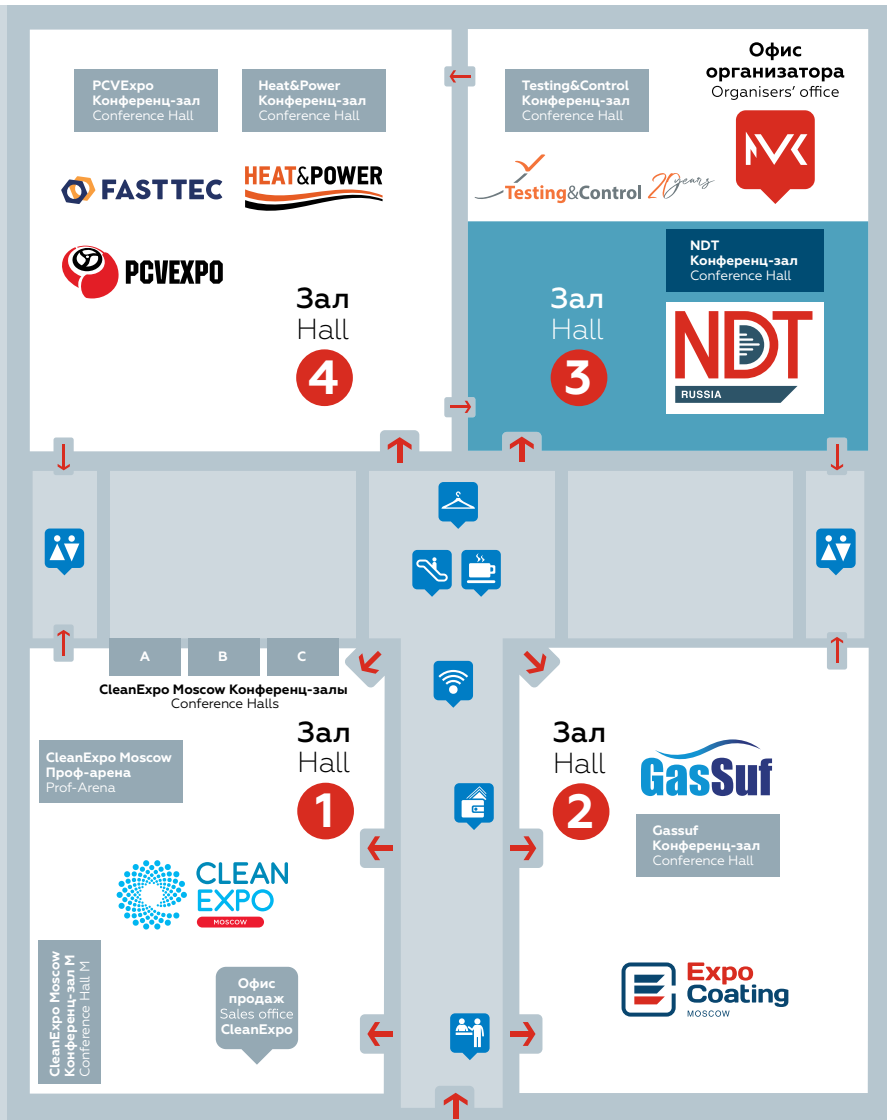 PCVExpo
Конференц-зал
Conference Hall
Heat&Power
Конференц-зал
Conference Hall
FASTTEC
HEAT&POWER
PCVEXPO
Зал
Hall
4
Testing&Control
Конференц-зал
Conference Hall
Офис
организатора
Organisers’ office
MVK
Testing&Control 20 years
NDT
Конференц-зал
Conference Hall
Зал
Hall
3
NDT
RUSSIA
A
B
C
CleanExpo Moscow Конференц-залы
Conference Halls
CleanExpo Moscow
Проф-арена
Prof-Arena
Зал
Hall
1
CLEAN
EXPO
MOSCOW
CleanExpo Moscow
Конференц-зал М
Conference Hall M
Офис
продаж
Sales office
CleanExpo
Зал
Hall
2
GasSuf
Gassuf
Конференц-зал
Conference Hall
Expo
Coating
MOSCOW